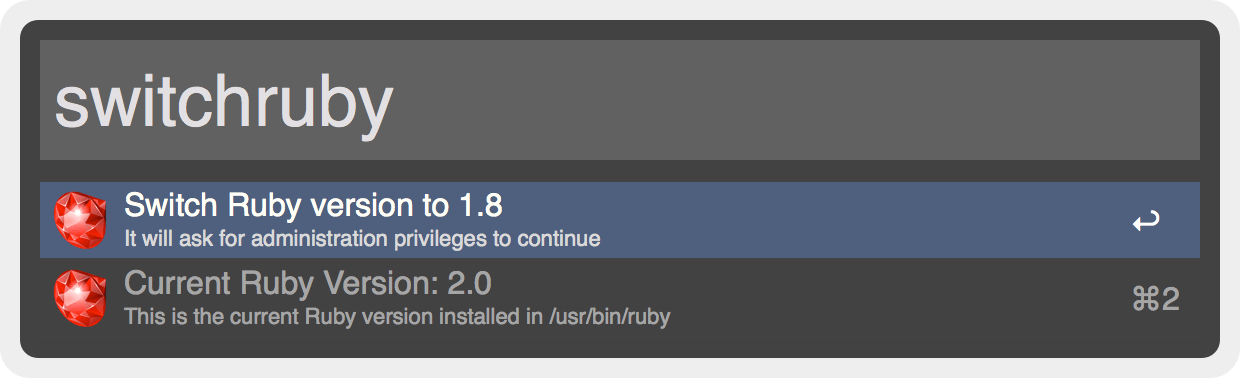 switchruby
Switch Ruby version to 1.8
↩
It will ask for administration privileges to continue
Current Ruby Version: 2.0
⌘2
This is the current Ruby version installed in /usr/bin/ruby